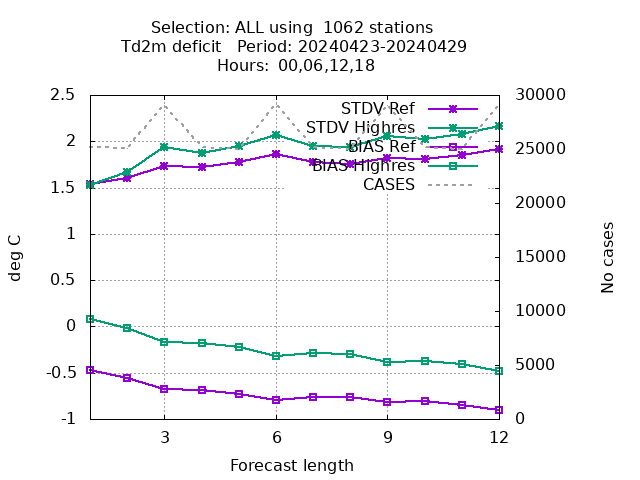 Selection: ALL using  1062 stations
Td2m deficit   Period: 20240423-20240429
Hours:  00,06,12,18
STDV Ref
STDV Highres
BIAS Ref
BIAS Highres
CASES
2.5
2
1.5
1
0.5
0
-0.5
-1
30000
25000
20000
15000
10000
5000
0
deg C
No cases
3
6
9
12
Forecast length